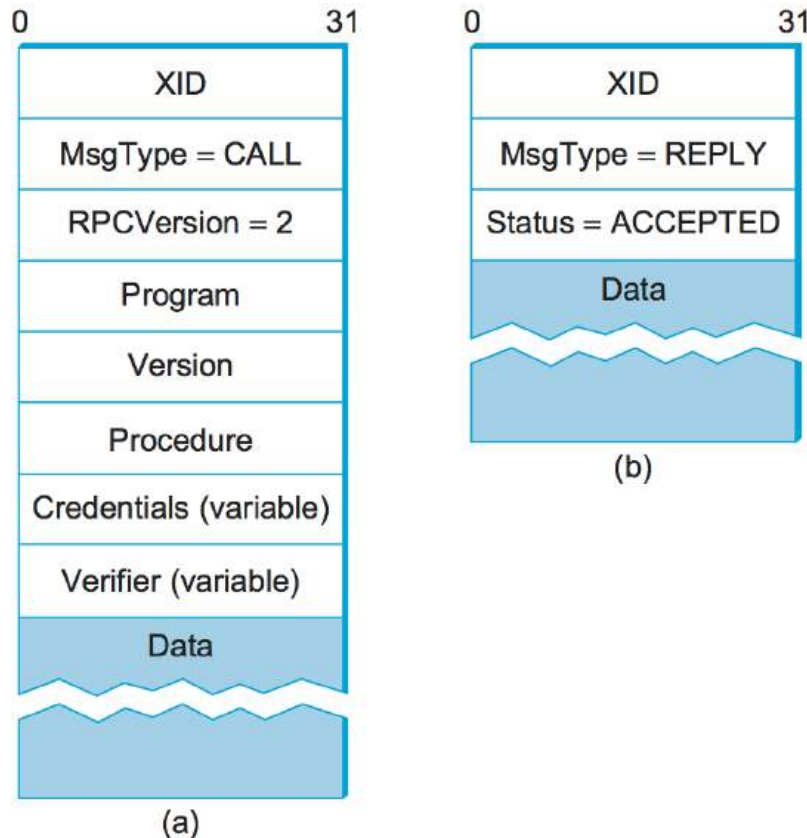 0 31
XID
MsgType = CALL
RPCVersion = 2
Program
Version
Procedure
Credentials (variable)
Verifier (variable)
Data
(a)
0 31
XID
MsgType = REPLY
Status = ACCEPTED
Data
(b)